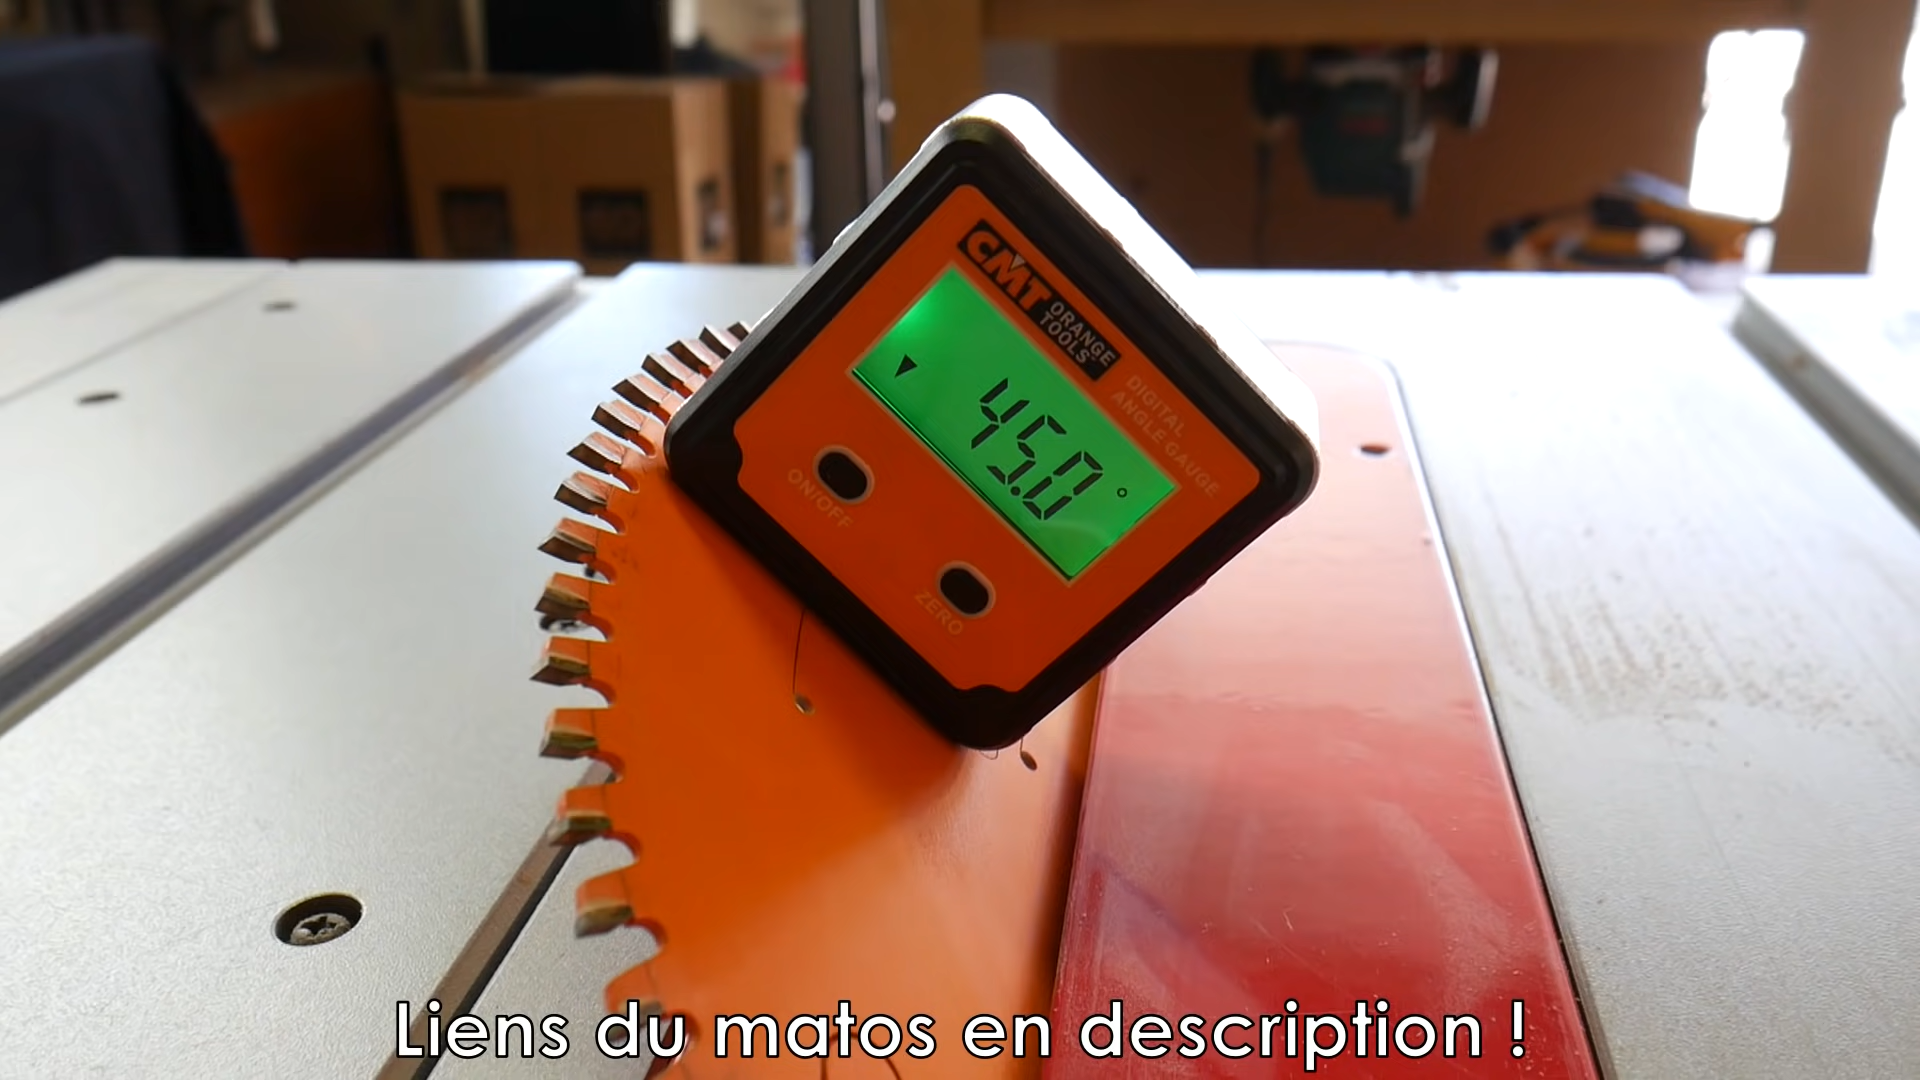 CMT
ORANGE
TOOLS
DIGITAL
ANGLE GAUGE
45.0°
ON/OFF
ZERO
Liens du matos en description !